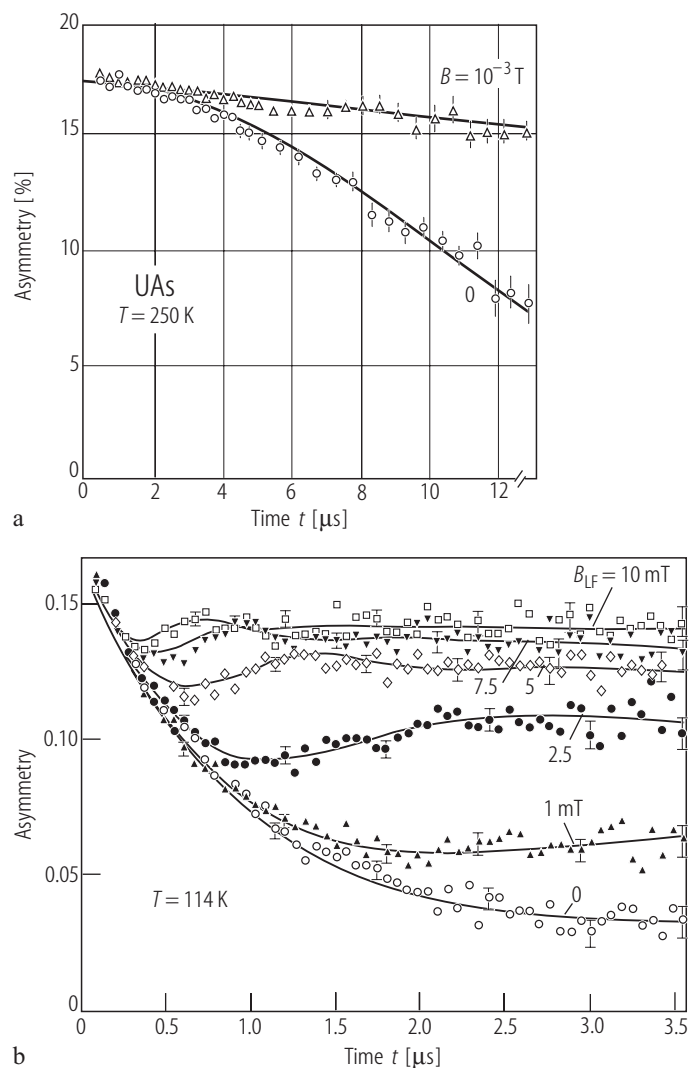 20
B = 10⁻³ T
15
Asymmetry [%]
10
UAs
T = 250 K
0
5
0
0 2 4 6 8 10 12
a
Time t [μs]
B_LF = 10 mT
0.15
7.5 5
0.10
2.5
Asymmetry
1 mT
0.05
T = 114 K
0
0
0.5 1.0 1.5 2.0 2.5 3.0 3.5
b
Time t [μs]